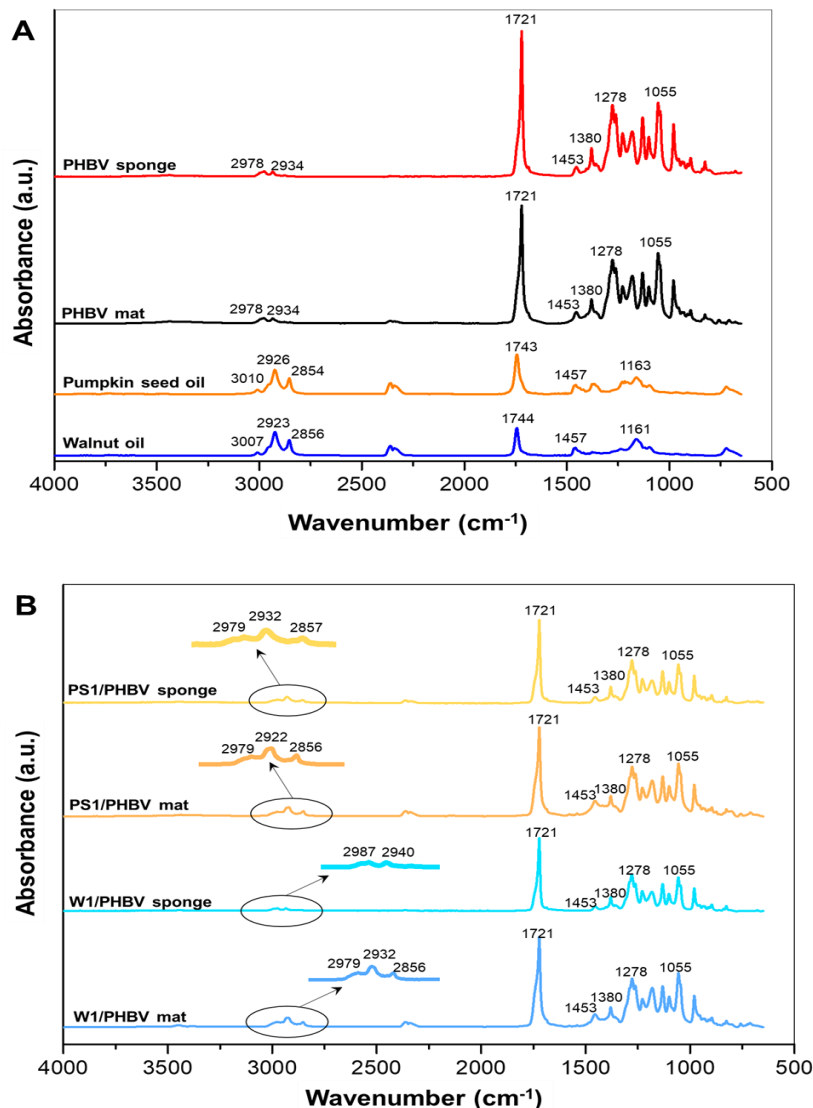 A
Absorbance (a.u.)
1721
1278
1055
1380
1453
2978 2934
PHBV sponge
1721
1278
1055
1380
1453
2978 2934
PHBV mat
1743
2926
3010
2854
1457
1163
Pumpkin seed oil
1744
2923
3007
2856
1457
1161
Walnut oil
4000 3500 3000 2500 2000 1500 1000 500
Wavenumber (cm-1)
B
Absorbance (a.u.)
2979 2932 2857
1721
1278
1055
1380
1453
PS1/PHBV sponge
2979 2922 2856
1721
1278
1055
1380
1453
PS1/PHBV mat
2987 2940
1721
1278
1055
1380
1453
W1/PHBV sponge
2979 2932 2856
1721
1278
1055
1380
1453
W1/PHBV mat
4000 3500 3000 2500 2000 1500 1000 500
Wavenumber (cm-1)